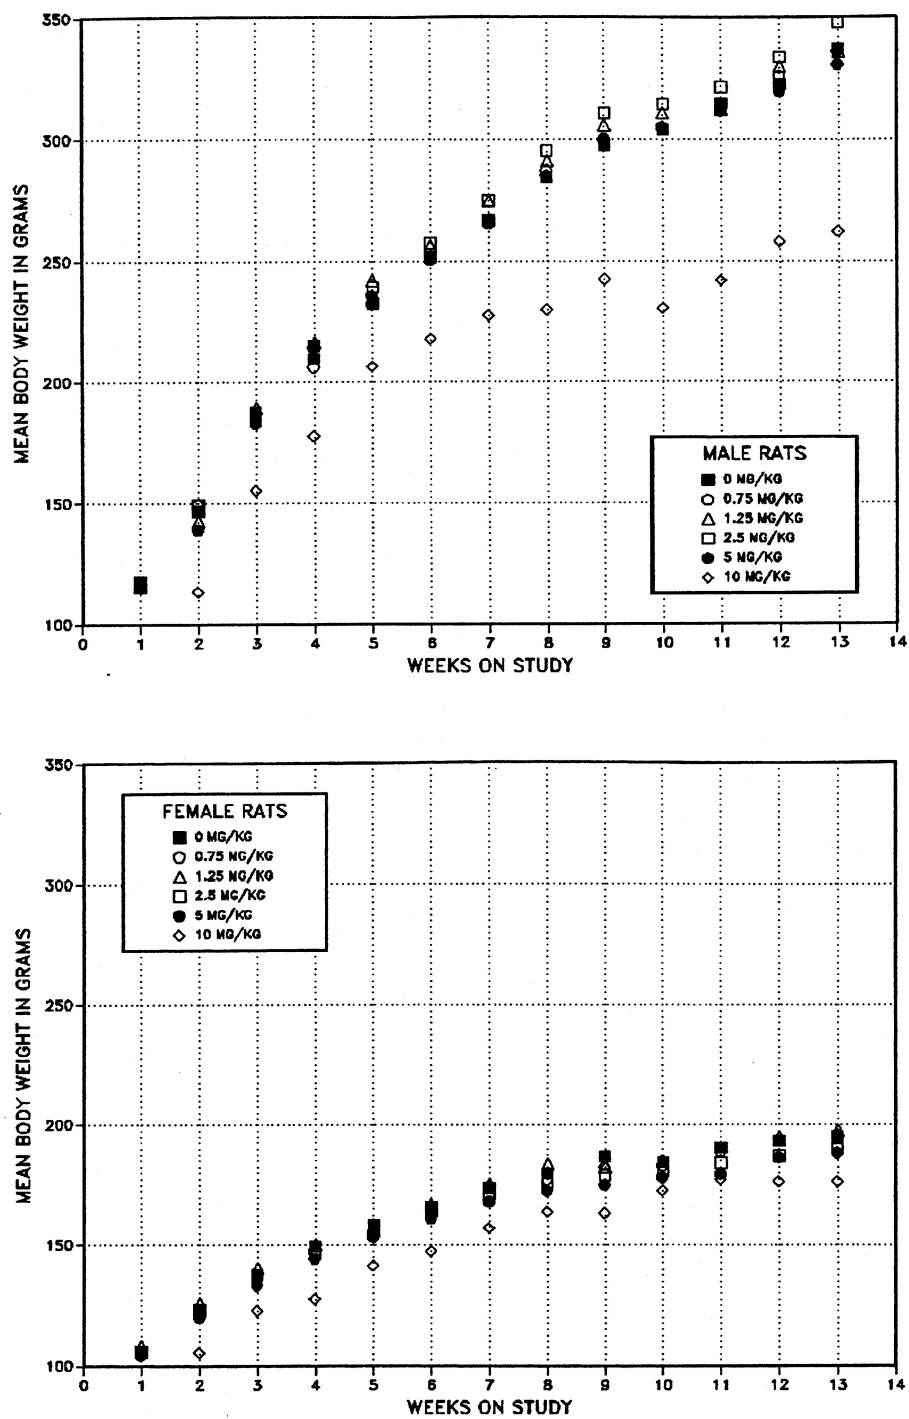 350
300
250
200
150
100
MEAN BODY WEIGHT IN GRAMS
MALE RATS
0 MG/KG
0.75 MG/KG
1.25 MG/KG
2.5 MG/KG
5 MG/KG
10 MG/KG
0 1 2 3 4 5 6 7 8 9 10 11 12 13 14
WEEKS ON STUDY
350
300
250
200
150
100
MEAN BODY WEIGHT IN GRAMS
FEMALE RATS
0 MG/KG
0.75 MG/KG
1.25 MG/KG
2.5 MG/KG
5 MG/KG
10 MG/KG
0 1 2 3 4 5 6 7 8 9 10 11 12 13 14
WEEKS ON STUDY